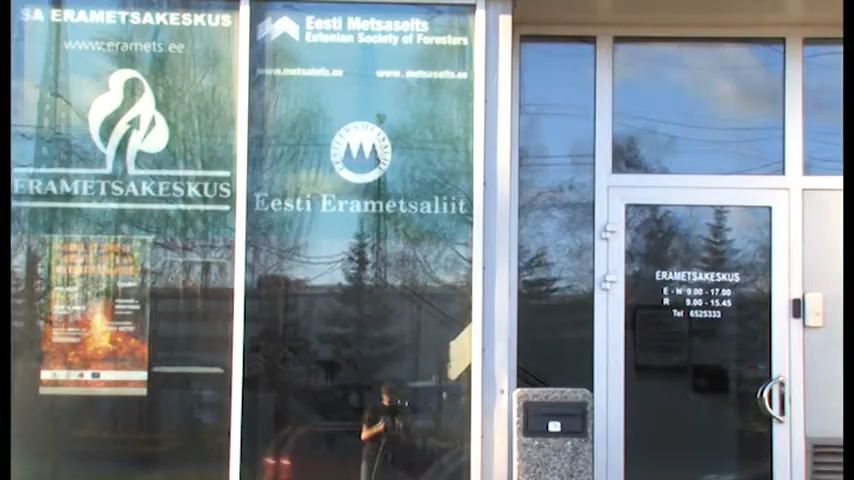 SA ERAMETSAKESKUS
www.eramets.ee
ERAMETSAKESKUS
Eesti Metsaselts
Estonian Society of Foresters
www.metsainfo.ee www.metsaselts.ee
Eesti Erametsaliit
ERAMETSAKESKUS
E - N 9.00 - 17.00
R 9.00 - 15.45
Tel 6525333